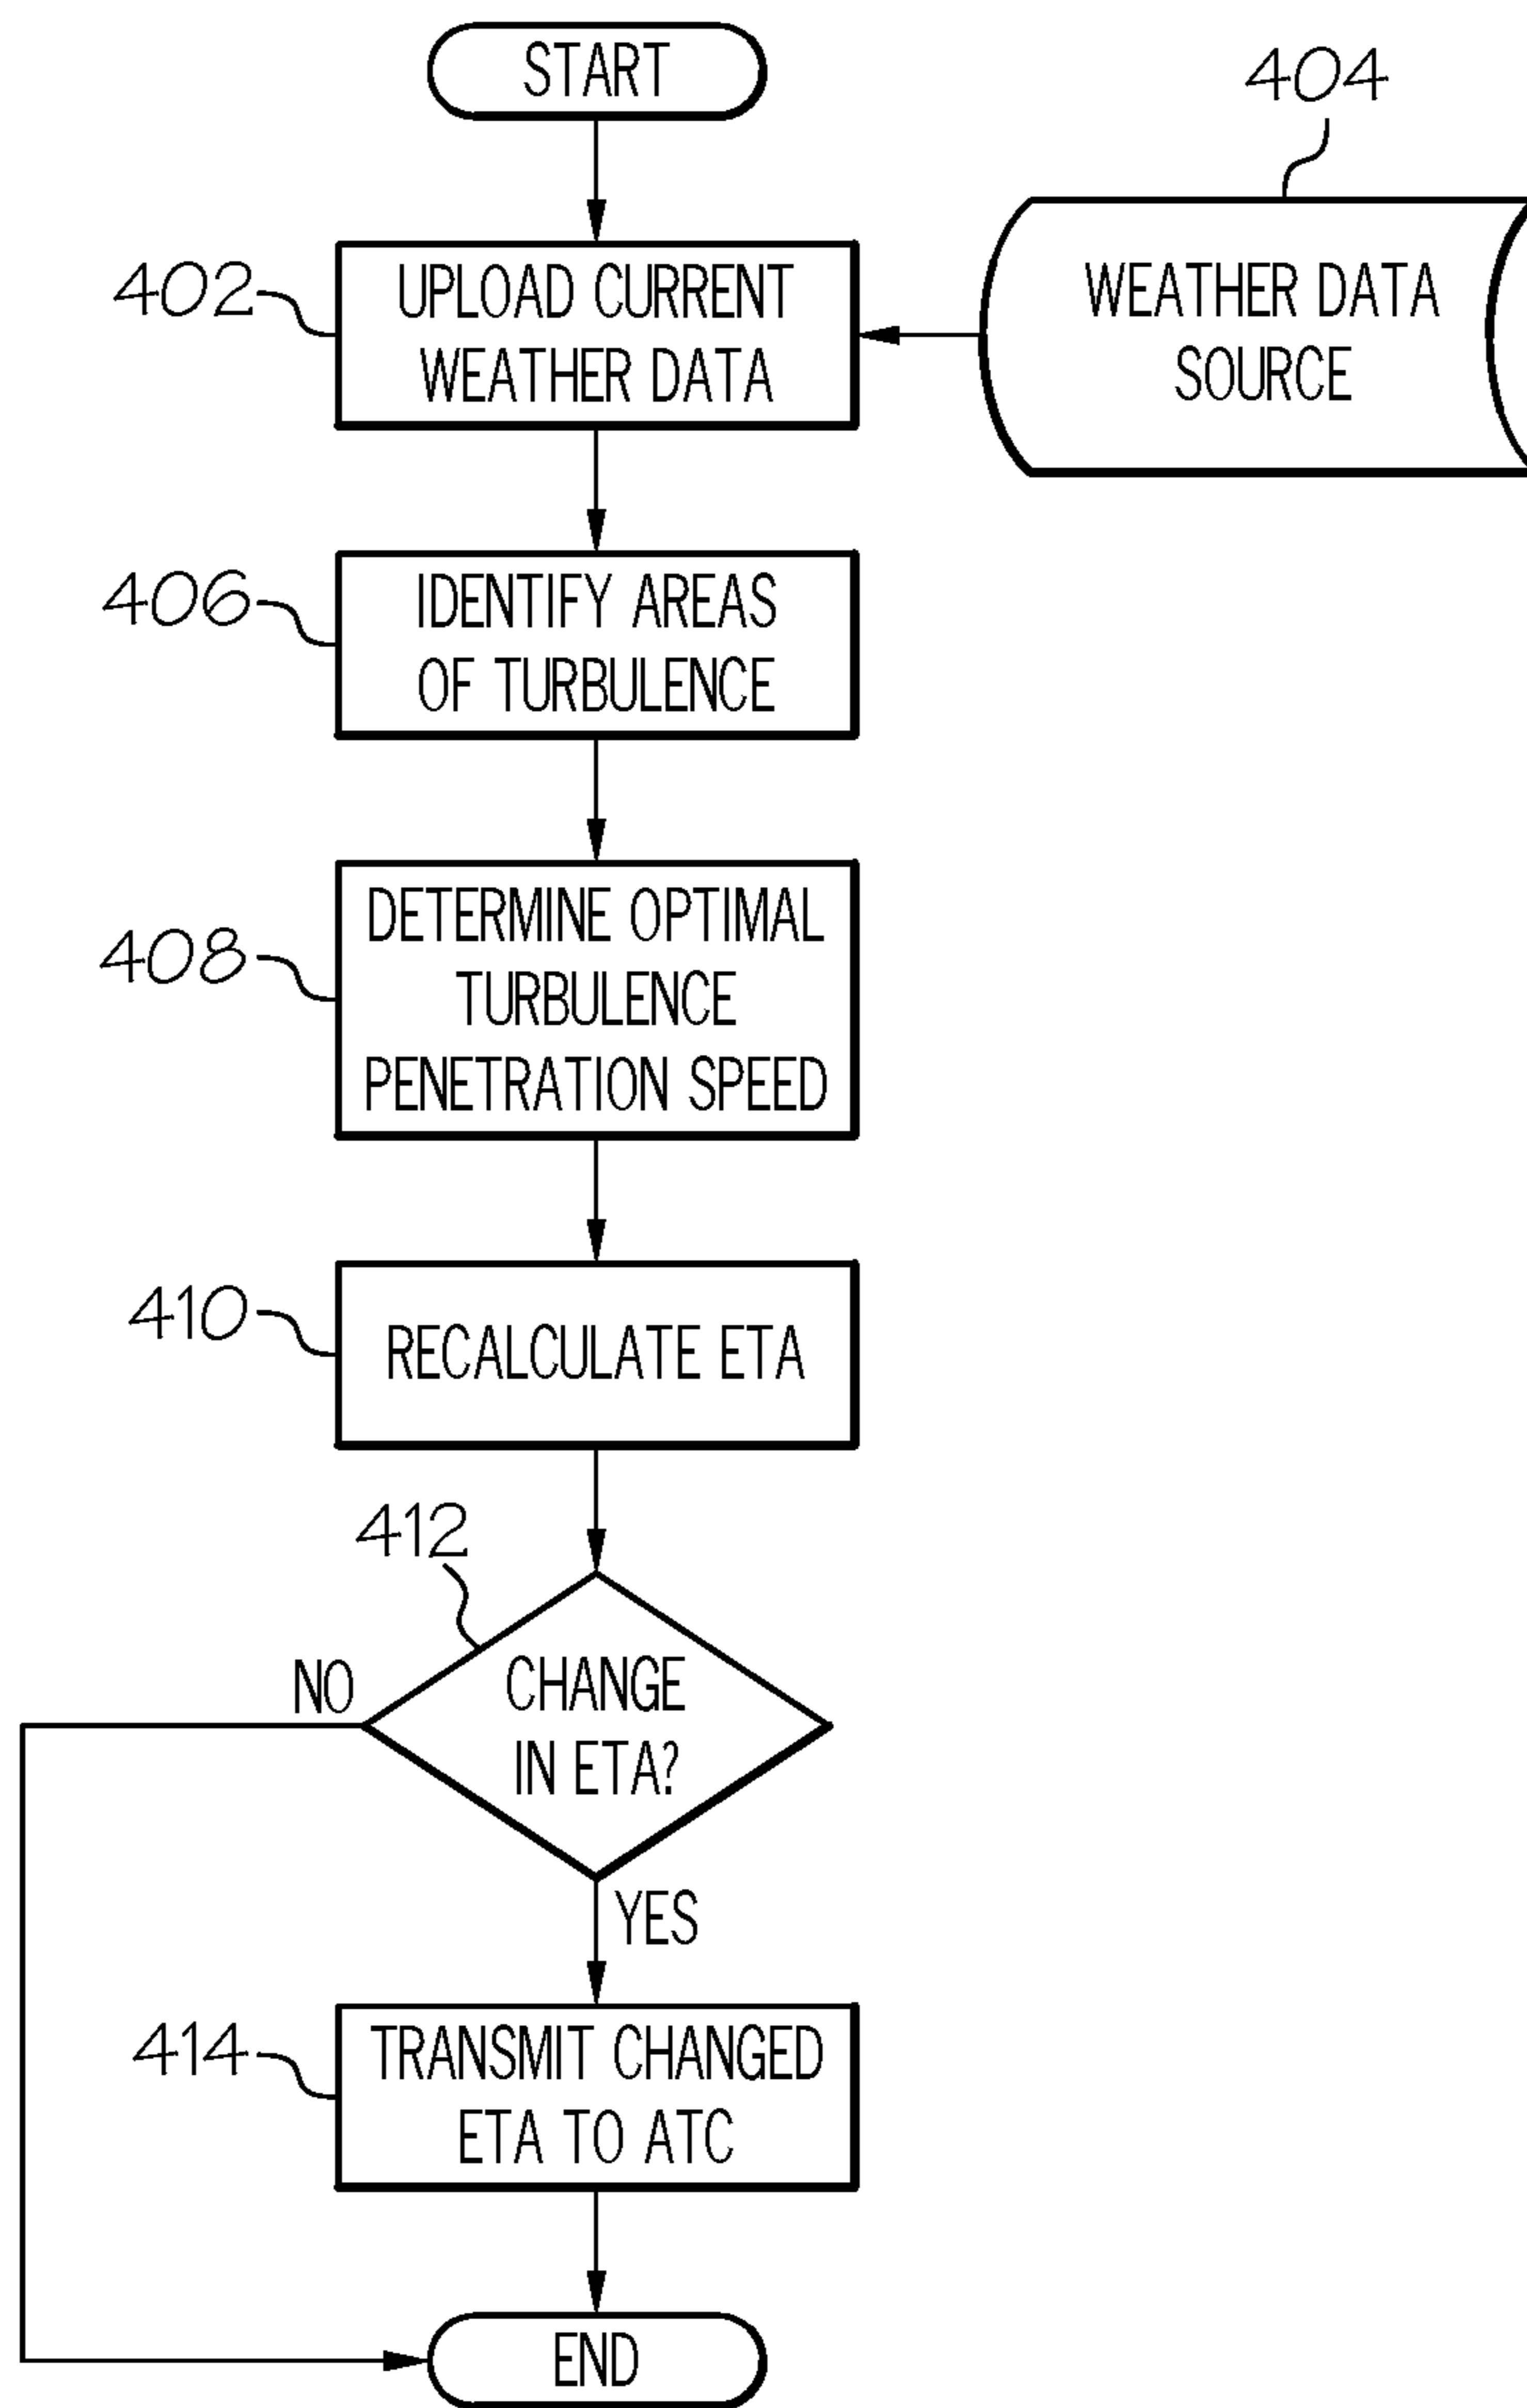 START
404
402
UPLOAD CURRENT
WEATHER DATA
WEATHER DATA
SOURCE
406
IDENTIFY AREAS
OF TURBULENCE
408
DETERMINE OPTIMAL
TURBULENCE
PENETRATION SPEED
410
RECALCULATE ETA
412
NO
CHANGE
IN ETA?
YES
414
TRANSMIT CHANGED
ETA TO ATC
END